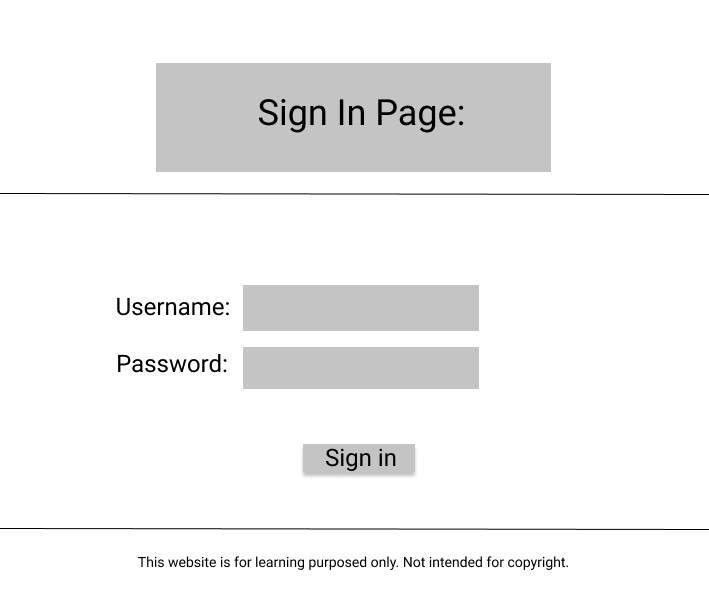 Sign In Page:
Username:
Password:
Sign in
This website is for learning purposed only. Not intended for copyright.